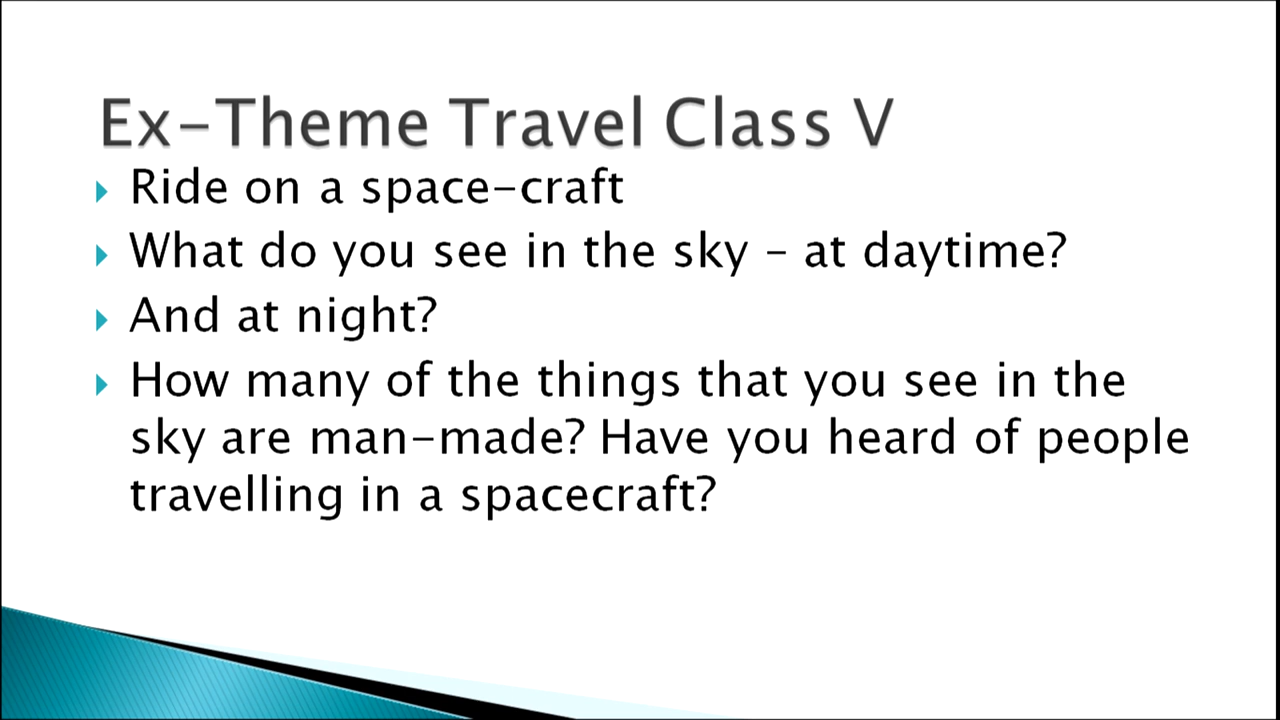 Ex-Theme Travel Class V
Ride on a space-craft
What do you see in the sky – at daytime?
And at night?
How many of the things that you see in the
sky are man-made? Have you heard of people
travelling in a spacecraft?